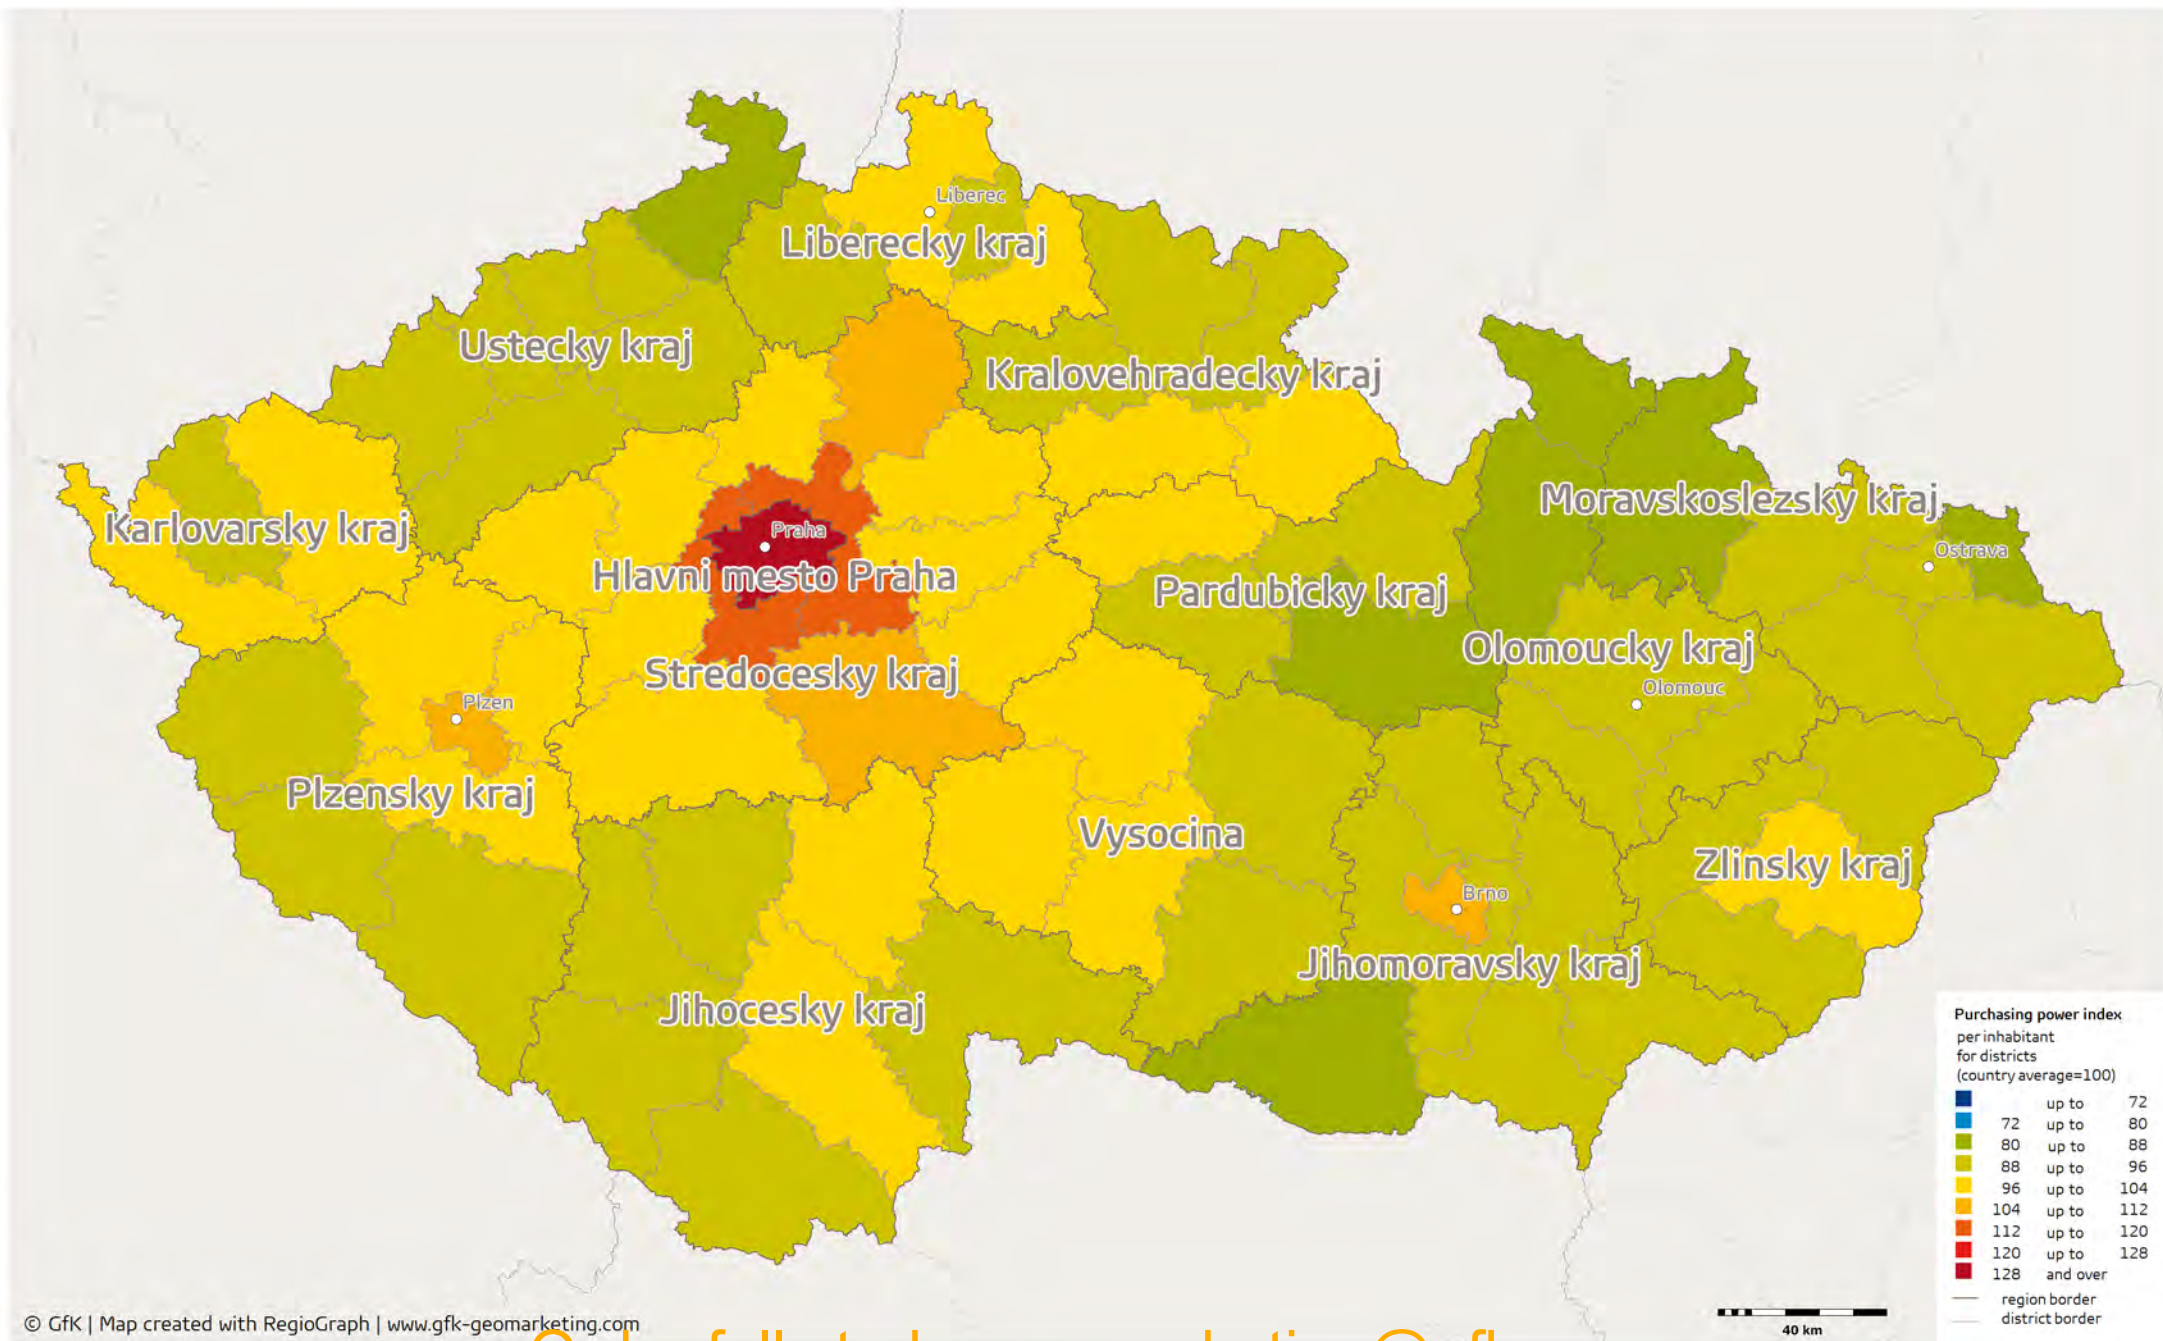 Liberec
Liberecky kraj
Ustecky kraj
Kralovehradecky kraj
Moravskoslezsky kraj
Karlovarsky kraj
Praha
Ostrava
Hlavni mesto Praha
Pardubicky kraj
Olomoucky kraj
Stredocesky kraj
Olomouc
Plzen
Plzensky kraj
Vysocina
Zlinsky kraj
Brno
Jihomoravsky kraj
Jihocesky kraj
Purchasing power index
per inhabitant
for districts
(country average=100)
up to 72
72 up to 80
80 up to 88
88 up to 96
96 up to 104
104 up to 112
112 up to 120
120 up to 128
128 and over
region border
district border
40 km
© GfK | Map created with RegioGraph | www.gfk-geomarketing.com